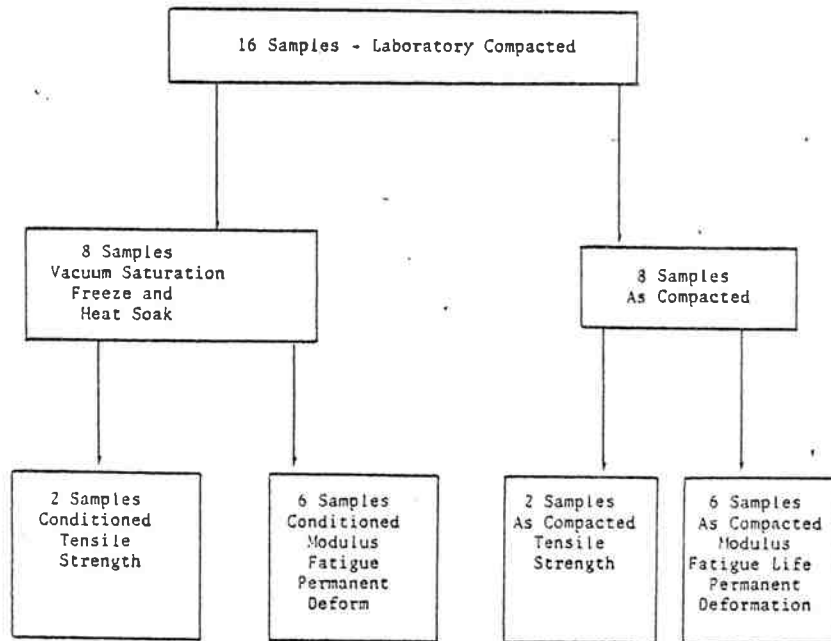 16 Samples - Laboratory Compacted
8 Samples
Vacuum Saturation
Freeze and
Heat Soak
8 Samples
As Compacted
2 Samples
Conditioned
Tensile
Strength
6 Samples
Conditioned
Modulus
Fatigue
Permanent
Deform
2 Samples
As Compacted
Tensile
Strength
6 Samples
As Compacted
Modulus
Fatigue Life
Permanent
Deformation